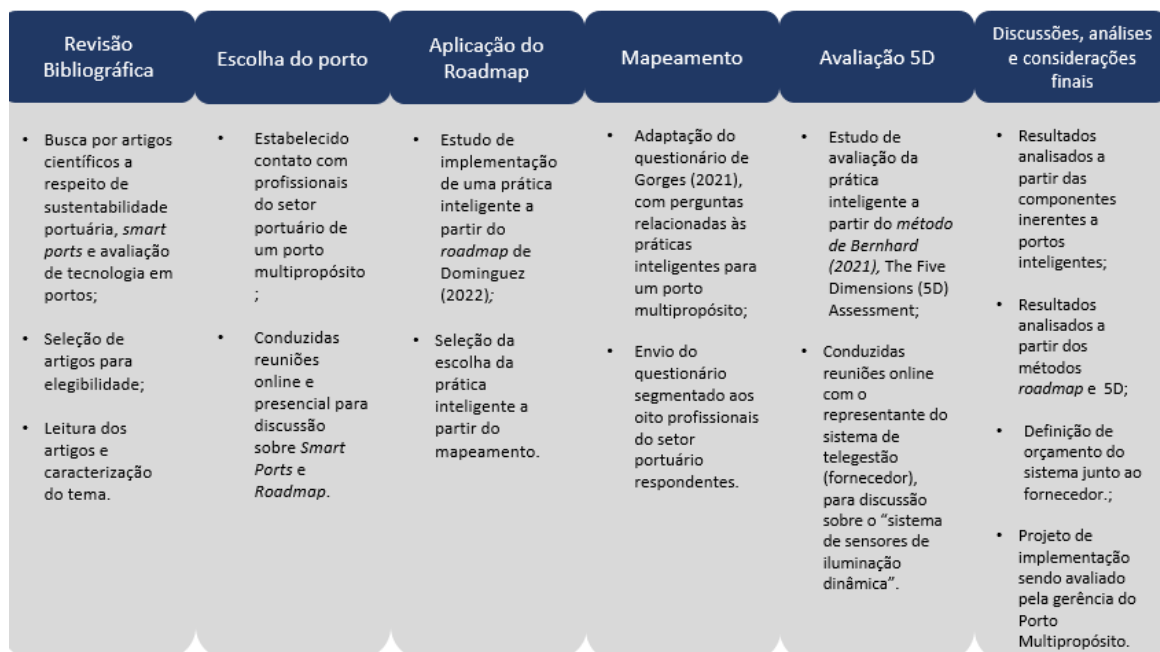 Revisão
Bibliográfica
• Busca por artigos
científicos a
respeito de
sustentabilidade
portuária, smart
ports e avaliação
de tecnologia em
portos;
• Seleção de
artigos para
elegibilidade;
• Leitura dos
artigos e
caracterização
do tema.
Escolha do porto
• Estabelecido
contato com
profissionais
do setor
portuário de
um porto
multipropósito
;
• Conduzidas
reuniões
online e
presencial para
discussão
sobre Smart
Ports e
Roadmap.
Aplicação do
Roadmap
• Estudo de
implementação
de uma prática
inteligente a
partir do
roadmap de
Dominguez
(2022);
• Seleção da
escolha da
prática
inteligente a
partir do
mapeamento.
Mapeamento
• Adaptação do
questionário de
Gorges (2021),
com perguntas
relacionadas às
práticas
inteligentes para
um porto
multipropósito;
• Envio do
questionário
segmentado aos
oito profissionais
do setor
portuário
respondentes.
Avaliação 5D
• Estudo de
avaliação da
prática
inteligente a
partir do método
de Bernhard
(2021), The Five
Dimensions (5D)
Assessment;
• Conduzidas
reuniões online
com o
representante do
sistema de
telegestão
(fornecedor),
para discussão
sobre o “sistema
de sensores de
iluminação
dinâmica”.
Discussões, análises
e considerações
finais
• Resultados
analisados a
partir das
componentes
inerentes a
portos
inteligentes;
• Resultados
analisados a
partir dos
métodos
roadmap e 5D;
• Definição de
orçamento do
sistema junto ao
fornecedor.;
• Projeto de
implementação
sendo avaliado
pela gerência do
Porto
Multipropósito.